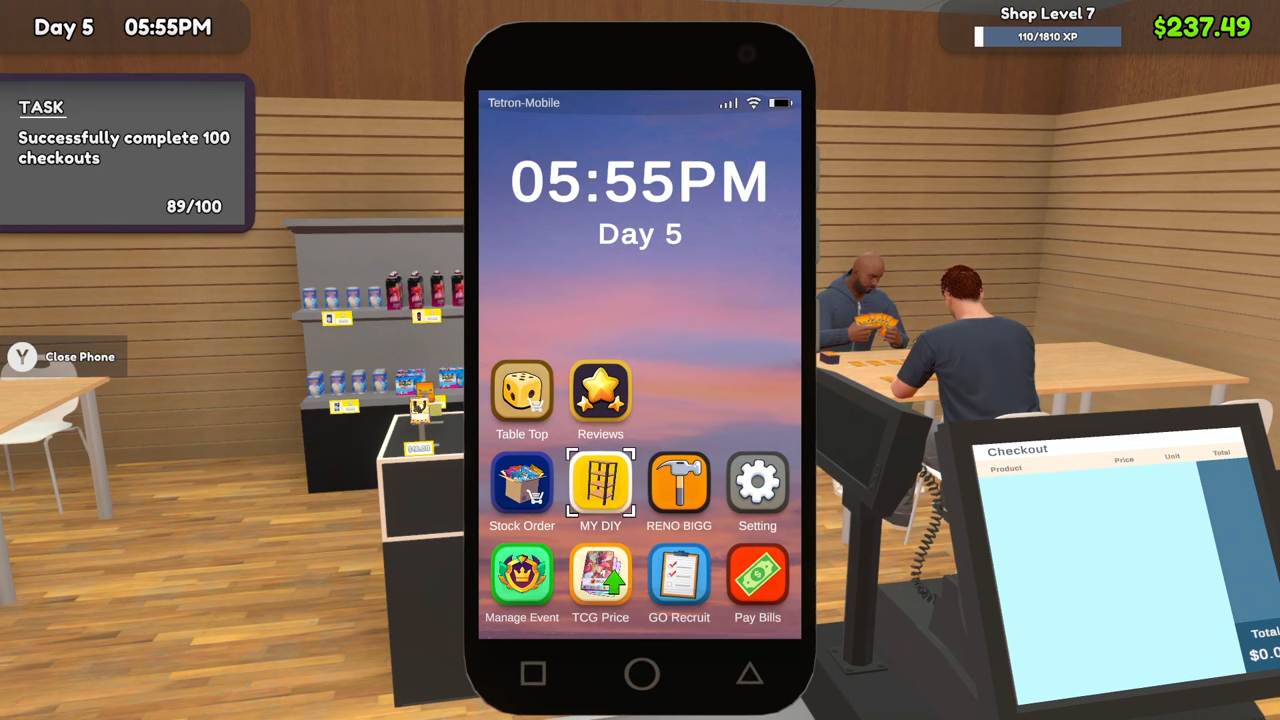 Day 5 05:55PM
Shop Level 7
110/1810 XP
$237.49
TASK
Successfully complete 100
checkouts
89/100
Y Close Phone
Tetron-Mobile
05:55PM
Day 5
Table Top Reviews
Stock Order MY DIY RENO BIGG Setting
Manage Event TCG Price GO Recruit Pay Bills
Checkout
Product Price Unit Total
Total